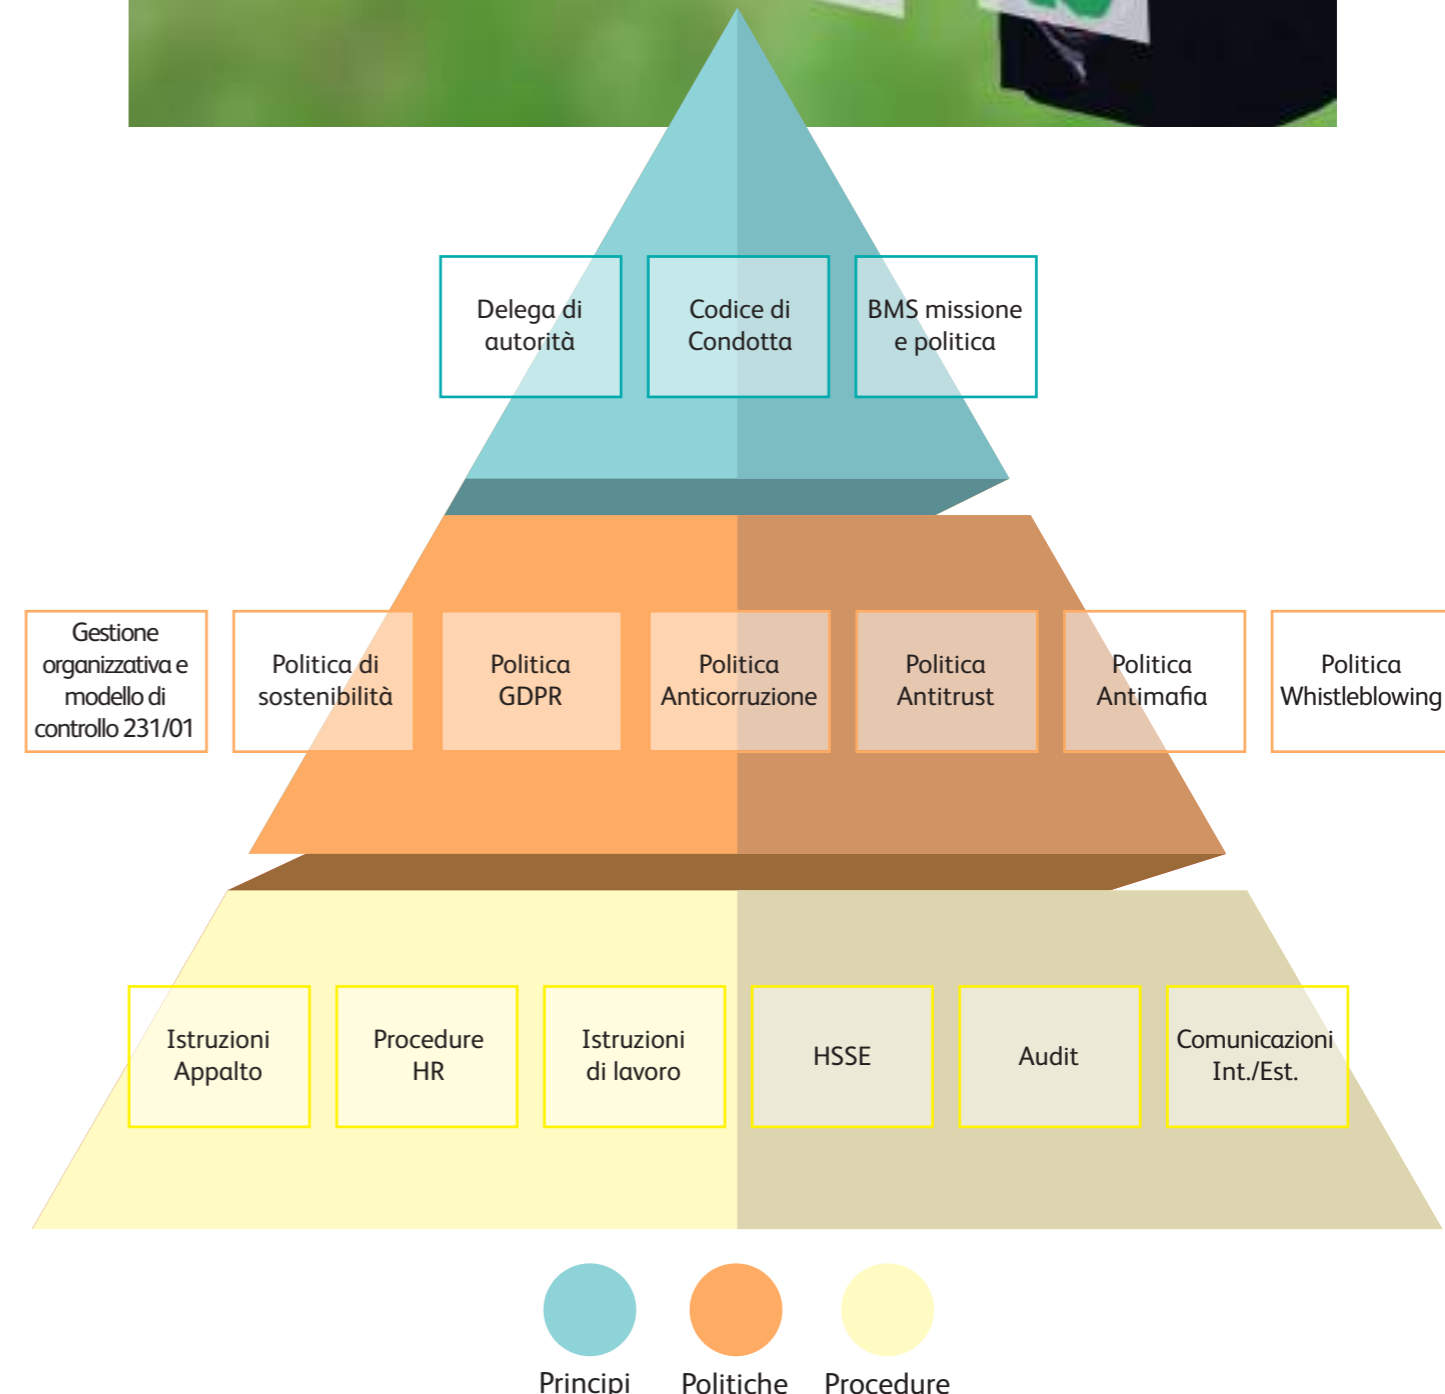 Delega di
autorità
Codice di
Condotta
BMS missione
e politica
Gestione
organizzativa e
modello di
controllo 231/01
Politica di
sostenibilità
Politica
GDPR
Politica
Anticorruzione
Politica
Antitrust
Politica
Antimafia
Politica
Whistleblowing
Istruzioni
Appalto
Procedure
HR
Istruzioni
di lavoro
HSSE
Audit
Comunicazioni
Int./Est.
Principi
Politiche
Procedure